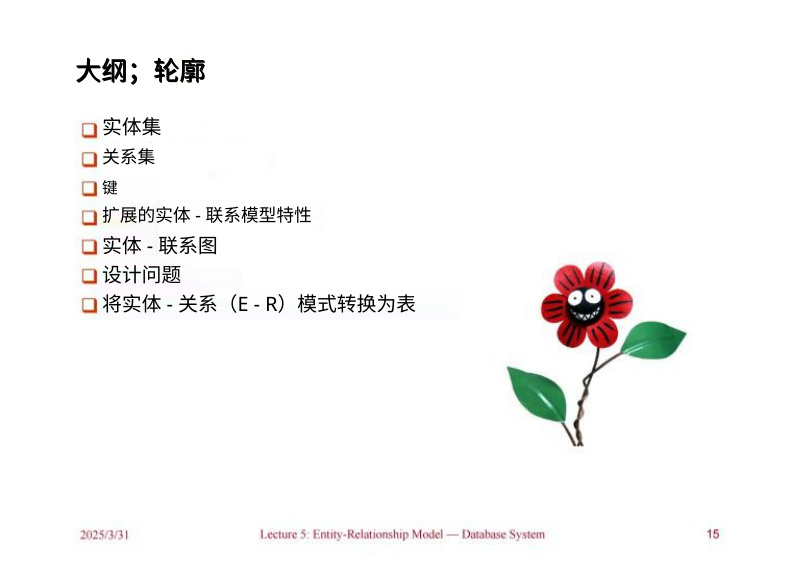 大纲；轮廓
实体集
关系集
键
扩展的实体 - 联系模型特性
实体 - 联系图
设计问题
将实体 - 关系（E - R）模式转换为表
2025/3/31
Lecture 5: Entity-Relationship Model — Database System
15